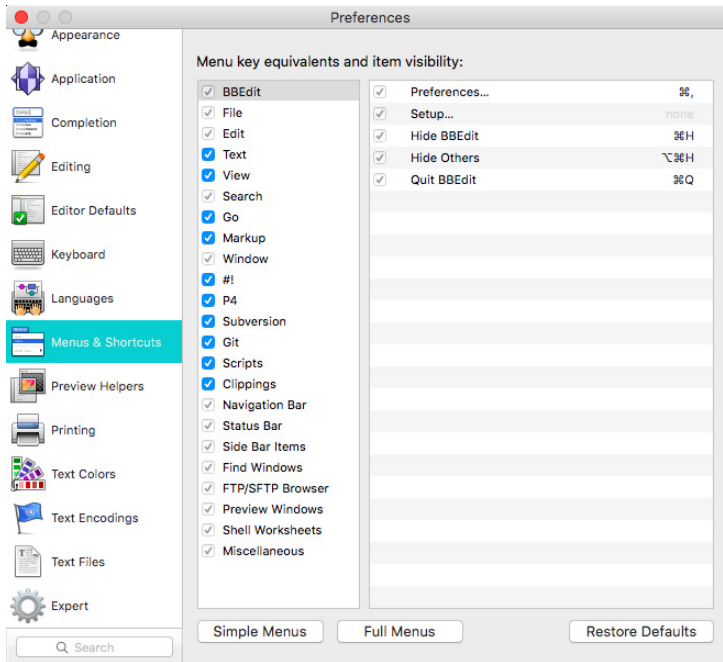 Preferences
Appearance
Application
Completion
Editing
Editor Defaults
Keyboard
Languages
Menus & Shortcuts
Preview Helpers
Printing
Text Colors
Text Encodings
Text Files
Expert
Search
Menu key equivalents and item visibility:
BBEdit
File
Edit
Text
View
Search
Go
Markup
Window
#!
P4
Subversion
Git
Scripts
Clippings
Navigation Bar
Status Bar
Side Bar Items
Find Windows
FTP/SFTP Browser
Preview Windows
Shell Worksheets
Miscellaneous
Preferences... ⌘,
Setup... none
Hide BBEdit ⌘H
Hide Others ⌥⌘H
Quit BBEdit ⌘Q
Simple Menus
Full Menus
Restore Defaults